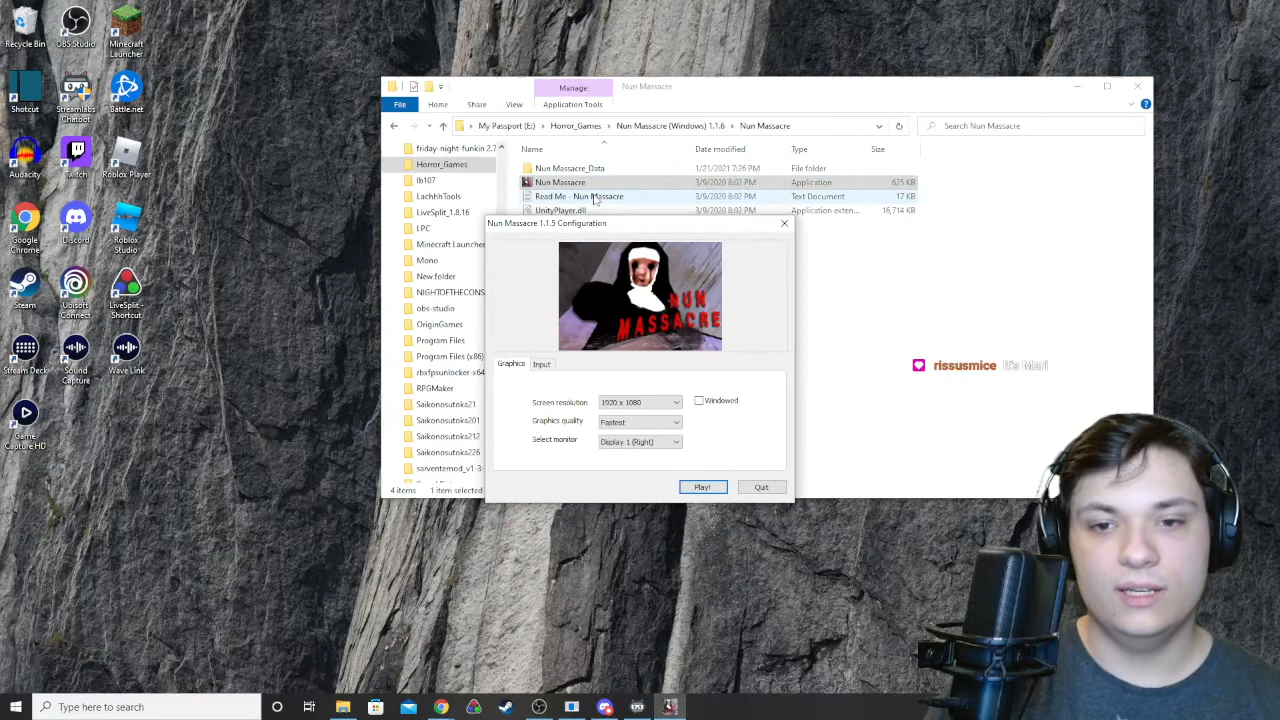 Recycle Bin
OBS Studio
Minecraft Launcher
Shotcut
Streamlabs Chatbot
Battle.net
Audacity
Twitch
Roblox Player
Google Chrome
Discord
Roblox Studio
Steam
Ubisoft Connect
LiveSplit - Shortcut
Stream Deck
Sound Capture
Wave Link
Game Capture HD
Manage
Nun Massacre
File
Home
Share
View
Application Tools
My Passport (E:) > Horror_Games > Nun Massacre (Windows) 1.1.6 > Nun Massacre
Search Nun Massacre
Name
Date modified
Type
Size
friday-night-funkin 2.7
Horror_Games
lb107
LachhhTools
LiveSplit_1.8.16
LPC
Minecraft Launcher
Mono
New folder
NIGHTOFTHECONS
obs-studio
OriginGames
Program Files
Program Files (x86)
rbxfpsunlocker-x64
RPGMaker
Saikonosutoka21
Saikonosutoka201
Saikonosutoka212
Saikonosutoka226
sarventemod_v1-3-
Nun Massacre_Data 1/21/2021 7:26 PM File folder
Nun Massacre 3/9/2020 8:02 PM Application 625 KB
Read Me - Nun Massacre 3/9/2020 8:02 PM Text Document 17 KB
UnityPlayer.dll 3/9/2020 8:02 PM Application exten... 16,714 KB
4 items
1 item selected
Nun Massacre 1.1.5 Configuration
NUN
MASSACRE
Graphics
Input
Screen resolution
1920 x 1080
Windowed
Graphics quality
Fastest
Select monitor
Display 1 (Right)
Play!
Quit
rissusmice It's Mari
Type here to search